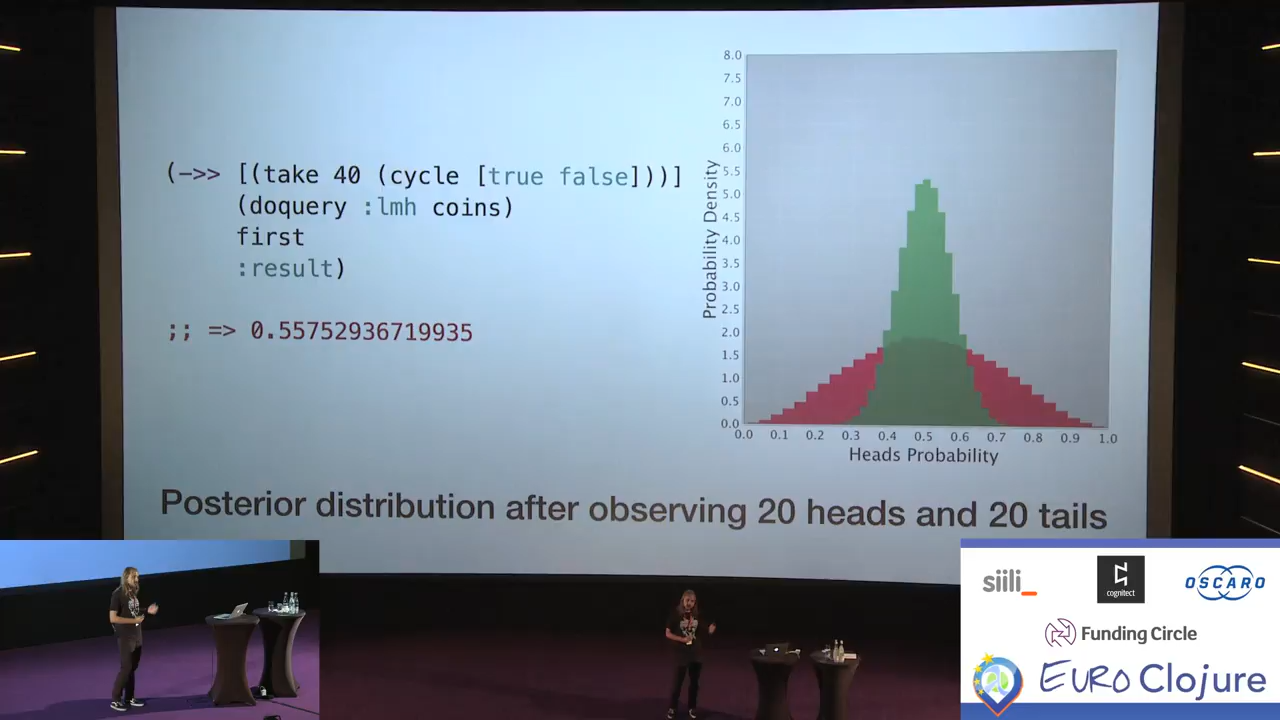 (->> [(take 40 (cycle [true false]))]
(doquery :lmh coins)
first
:result)
;; => 0.55752936719935
Probability Density
8.0
7.5
7.0
6.5
6.0
5.5
5.0
4.5
4.0
3.5
3.0
2.5
2.0
1.5
1.0
0.5
0.0
0.0 0.1 0.2 0.3 0.4 0.5 0.6 0.7 0.8 0.9 1.0
Heads Probability
Posterior distribution after observing 20 heads and 20 tails
siili_
cognitect
OSCARO
Funding Circle
EURO Clojure